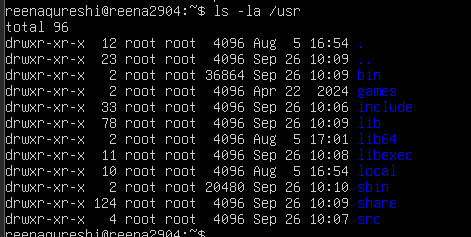 reenaqureshi@reena2904:~$ ls -la /usr
total 96
drwxr-xr-x  12 root root  4096 Aug  5 16:54 .
drwxr-xr-x  23 root root  4096 Sep 26 10:09 ..
drwxr-xr-x   2 root root 36864 Sep 26 10:09 bin
drwxr-xr-x   2 root root  4096 Apr 22  2024 games
drwxr-xr-x  33 root root  4096 Sep 26 10:06 include
drwxr-xr-x  78 root root  4096 Sep 26 10:09 lib
drwxr-xr-x   2 root root  4096 Aug  5 17:01 lib64
drwxr-xr-x  11 root root  4096 Sep 26 10:08 libexec
drwxr-xr-x  10 root root  4096 Aug  5 16:54 local
drwxr-xr-x   2 root root 20480 Sep 26 10:10 sbin
drwxr-xr-x 124 root root  4096 Sep 26 10:09 share
drwxr-xr-x   4 root root  4096 Sep 26 10:07 src
reenaqureshi@reena2904:~$